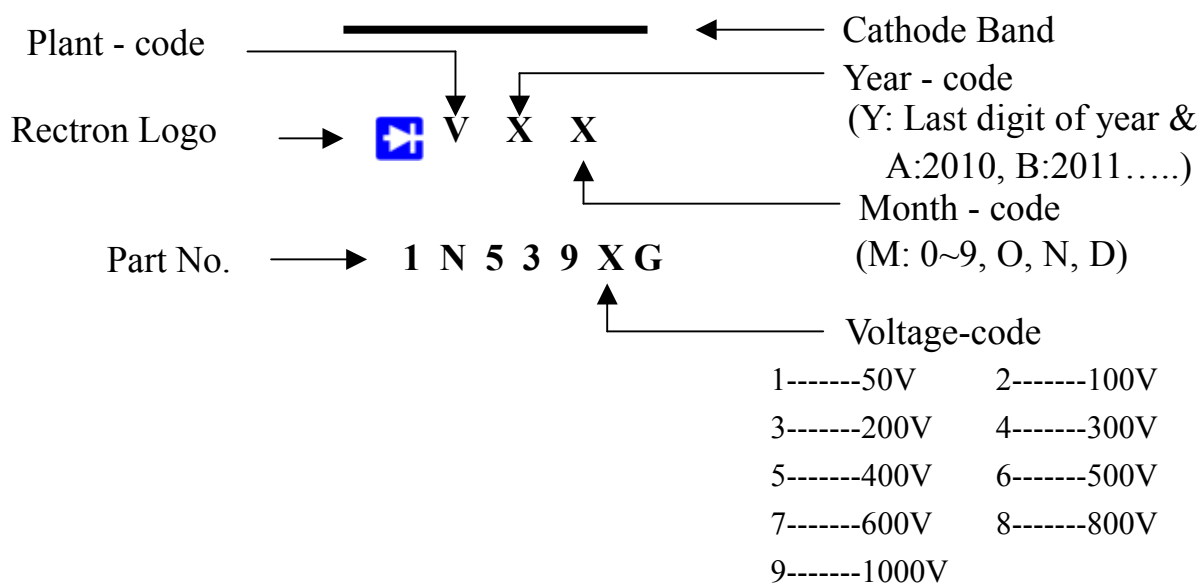 Cathode Band
Plant - code
Year - code
(Y: Last digit of year &
A:2010, B:2011…..)
Rectron Logo
V X X
Month - code
(M: 0~9, O, N, D)
Part No.
1 N 5 3 9 X G
Voltage-code
1-------50V 2-------100V
3-------200V 4-------300V
5-------400V 6-------500V
7-------600V 8-------800V
9-------1000V